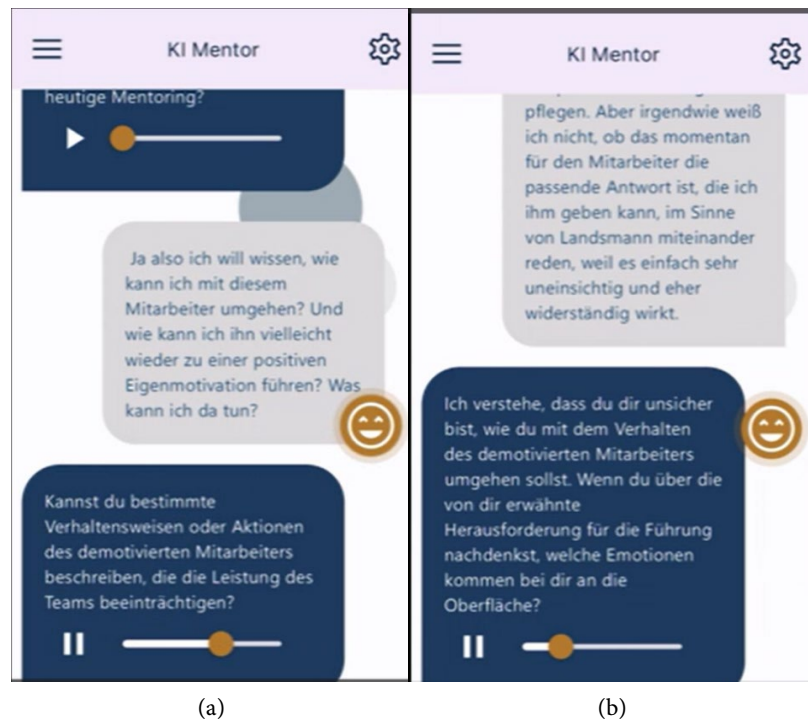 KI Mentor
heutige Mentoring?
Ja also ich will wissen, wie
kann ich mit diesem
Mitarbeiter umgehen? Und
wie kann ich ihn vielleicht
wieder zu einer positiven
Eigenmotivation führen? Was
kann ich da tun?
Kannst du bestimmte
Verhaltensweisen oder Aktionen
des demotivierten Mitarbeiters
beschreiben, die die Leistung des
Teams beeinträchtigen?
(a)
KI Mentor
pflegen. Aber irgendwie weiß
ich nicht, ob das momentan
für den Mitarbeiter die
passende Antwort ist, die ich
ihm geben kann, im Sinne
von Landsmann miteinander
reden, weil es einfach sehr
uneinsichtig und eher
widerständig wirkt.
Ich verstehe, dass du dir unsicher
bist, wie du mit dem Verhalten
des demotivierten Mitarbeiters
umgehen sollst. Wenn du über die
von dir erwähnte
Herausforderung für die Führung
nachdenkst, welche Emotionen
kommen bei dir an die
Oberfläche?
(b)